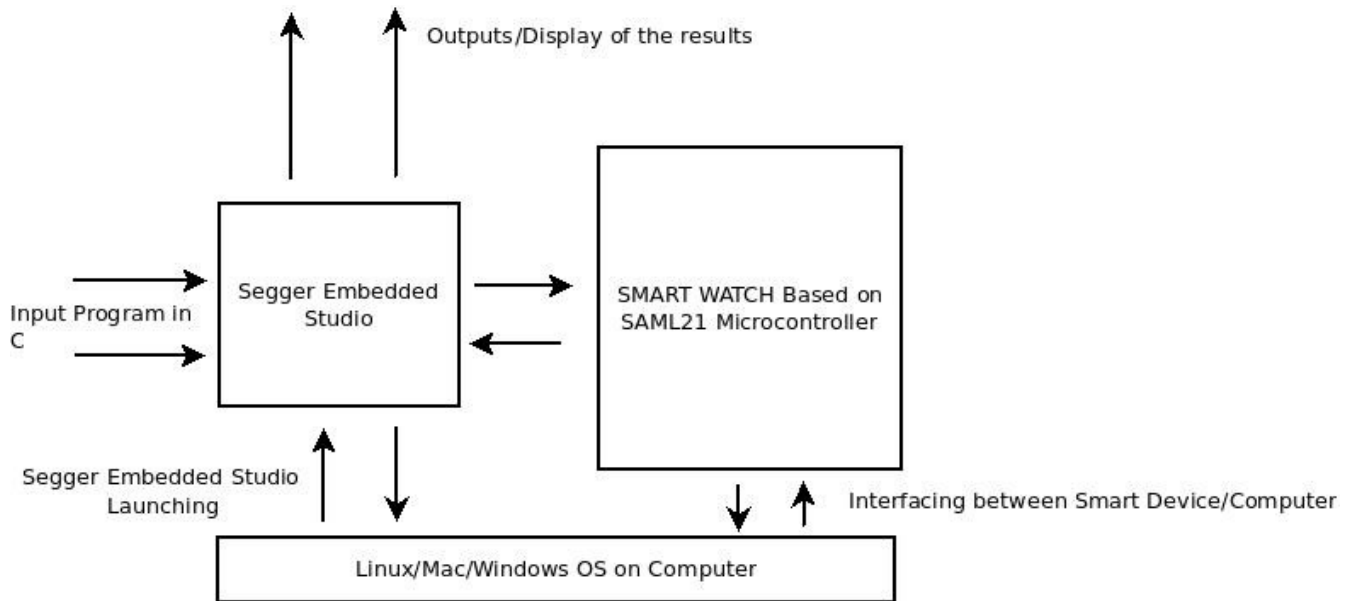 Outputs/Display of the results
Segger Embedded
Studio
SMART WATCH Based on
SAML21 Microcontroller
Input Program in
C
Segger Embedded Studio
Launching
Interfacing between Smart Device/Computer
Linux/Mac/Windows OS on Computer